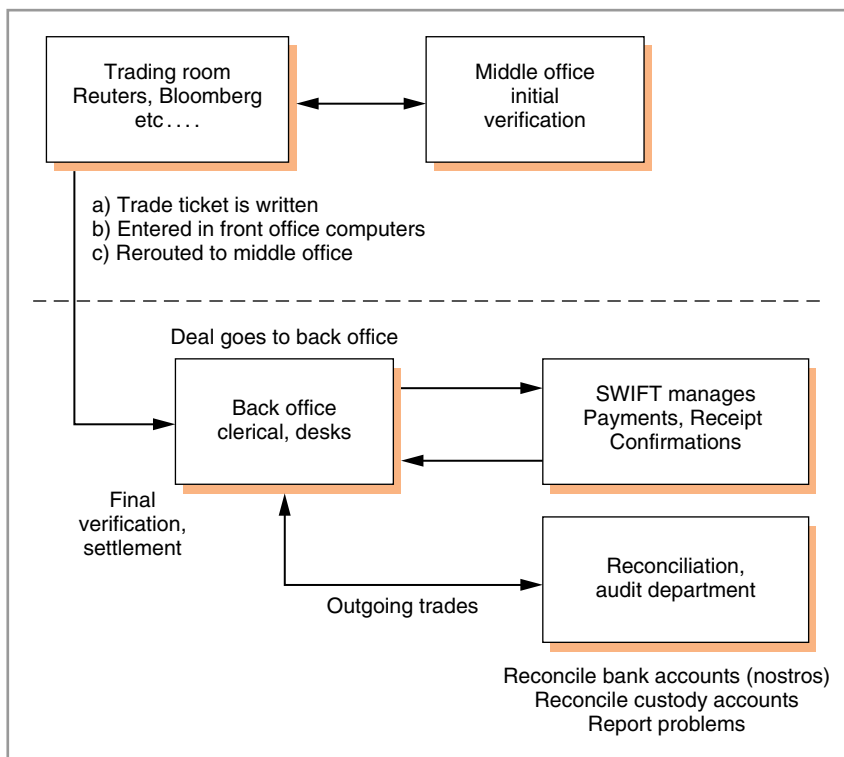 Trading room
Reuters, Bloomberg
etc . . . .
Middle office
initial
verification
a) Trade ticket is written
b) Entered in front office computers
c) Rerouted to middle office
Deal goes to back office
Back office
clerical, desks
SWIFT manages
Payments, Receipt
Confirmations
Final
verification,
settlement
Outgoing trades
Reconciliation,
audit department
Reconcile bank accounts (nostros)
Reconcile custody accounts
Report problems